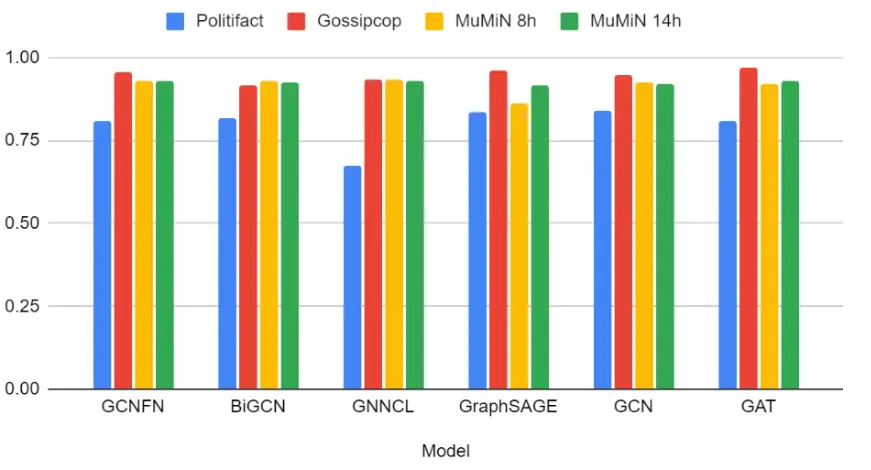 Politifact Gossipcop MuMiN 8h MuMiN 14h
1.00
0.75
0.50
0.25
0.00
GCNFN BiGCN GNNCL GraphSAGE GCN GAT
Model